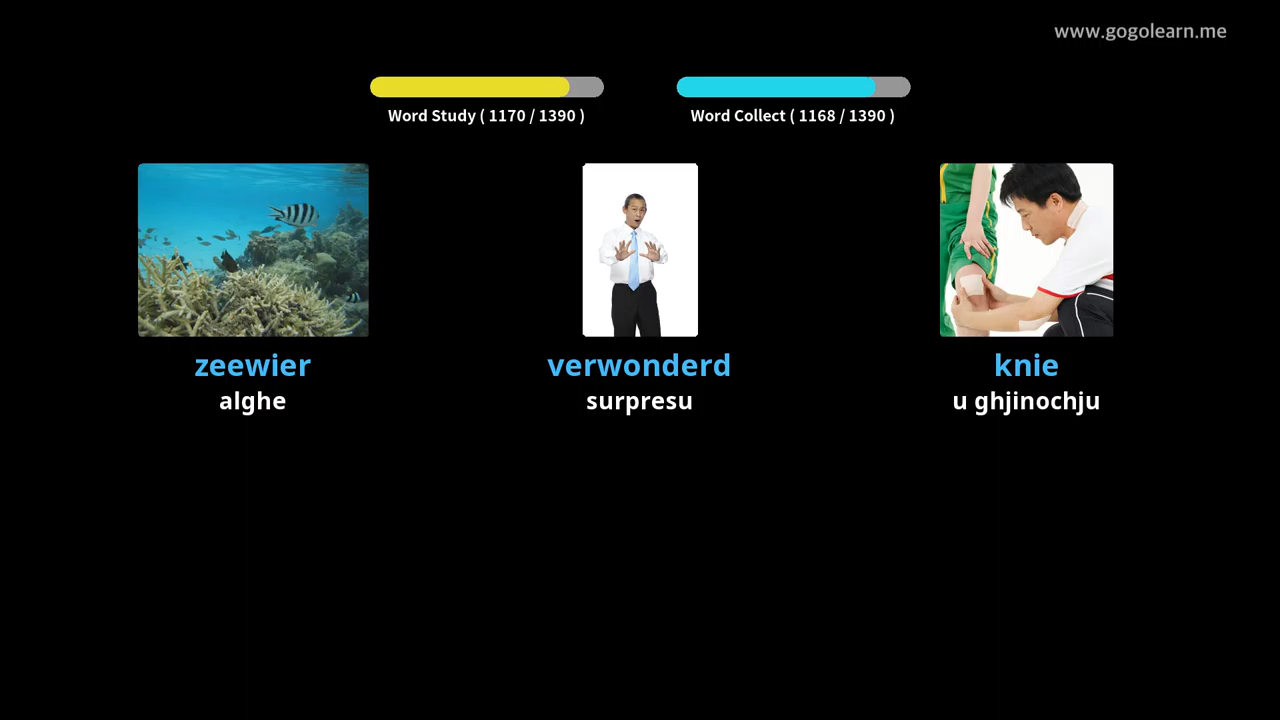 www.gogolearn.me
Word Study ( 1170 / 1390 )
Word Collect ( 1168 / 1390 )
zeewier
alghe
verwonderd
surpresu
knie
u ghjinochju